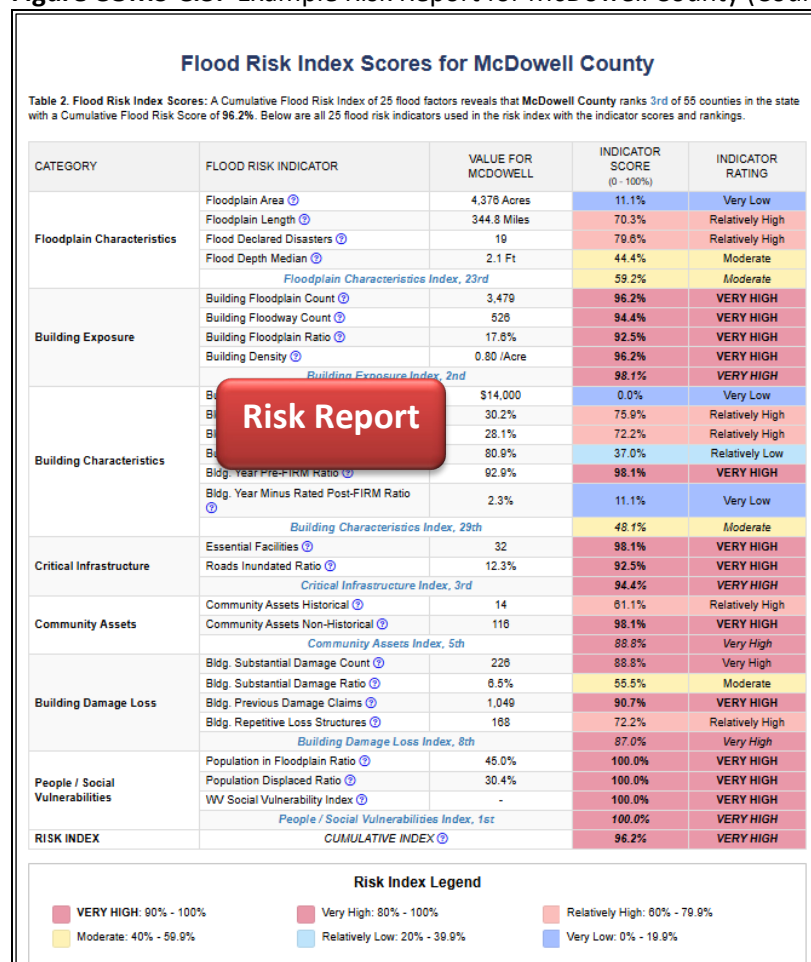 Flood Risk Index Scores for McDowell County
Table 2. Flood Risk Index Scores: A Cumulative Flood Risk Index of 25 flood factors reveals that McDowell County ranks 3rd of 55 counties in the state
with a Cumulative Flood Risk Score of 96.2%. Below are all 25 flood risk indicators used in the risk index with the indicator scores and rankings.
CATEGORY FLOOD RISK INDICATOR VALUE FOR MCDOWELL INDICATOR SCORE (0 - 100%) INDICATOR RATING
Floodplain Characteristics
Floodplain Area 4,376 Acres 11.1% Very Low
Floodplain Length 344.8 Miles 70.3% Relatively High
Flood Declared Disasters 19 79.6% Relatively High
Flood Depth Median 2.1 Ft 44.4% Moderate
Floodplain Characteristics Index, 23rd 59.2% Moderate
Building Exposure
Building Floodplain Count 3,479 96.2% VERY HIGH
Building Floodway Count 526 94.4% VERY HIGH
Building Floodplain Ratio 17.6% 92.5% VERY HIGH
Building Density 0.80 /Acre 96.2% VERY HIGH
Building Exposure Index, 2nd 98.1% VERY HIGH
Risk Report
Building Characteristics
$14,000 0.0% Very Low
30.2% 75.9% Relatively High
28.1% 72.2% Relatively High
80.9% 37.0% Relatively Low
Bldg. Year Pre-FIRM Ratio 92.9% 98.1% VERY HIGH
Bldg. Year Minus Rated Post-FIRM Ratio 2.3% 11.1% Very Low
Building Characteristics Index, 29th 48.1% Moderate
Critical Infrastructure
Essential Facilities 32 98.1% VERY HIGH
Roads Inundated Ratio 12.3% 92.5% VERY HIGH
Critical Infrastructure Index, 3rd 94.4% VERY HIGH
Community Assets
Community Assets Historical 14 61.1% Relatively High
Community Assets Non-Historical 116 98.1% VERY HIGH
Community Assets Index, 5th 88.8% Very High
Building Damage Loss
Bldg. Substantial Damage Count 226 88.8% Very High
Bldg. Substantial Damage Ratio 6.5% 55.5% Moderate
Bldg. Previous Damage Claims 1,049 90.7% VERY HIGH
Bldg. Repetitive Loss Structures 168 72.2% Relatively High
Building Damage Loss Index, 8th 87.0% Very High
People / Social Vulnerabilities
Population in Floodplain Ratio 45.0% 100.0% VERY HIGH
Population Displaced Ratio 30.4% 100.0% VERY HIGH
WV Social Vulnerability Index - 100.0% VERY HIGH
People / Social Vulnerabilities Index, 1st 100.0% VERY HIGH
RISK INDEX CUMULATIVE INDEX 96.2% VERY HIGH
Risk Index Legend
VERY HIGH: 90% - 100% Very High: 80% - 100% Relatively High: 60% - 79.9%
Moderate: 40% - 59.9% Relatively Low: 20% - 39.9% Very Low: 0% - 19.9%